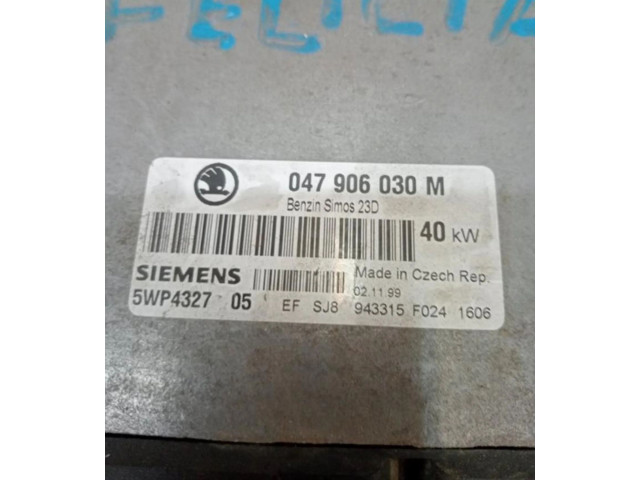 FELICIA
047 906 030 M
Benzin Simos 23D
40 kW
SIEMENS
Made in Czech Rep.
02.11.99
5WP4327 05 EF SJ8 943315 F024 1606